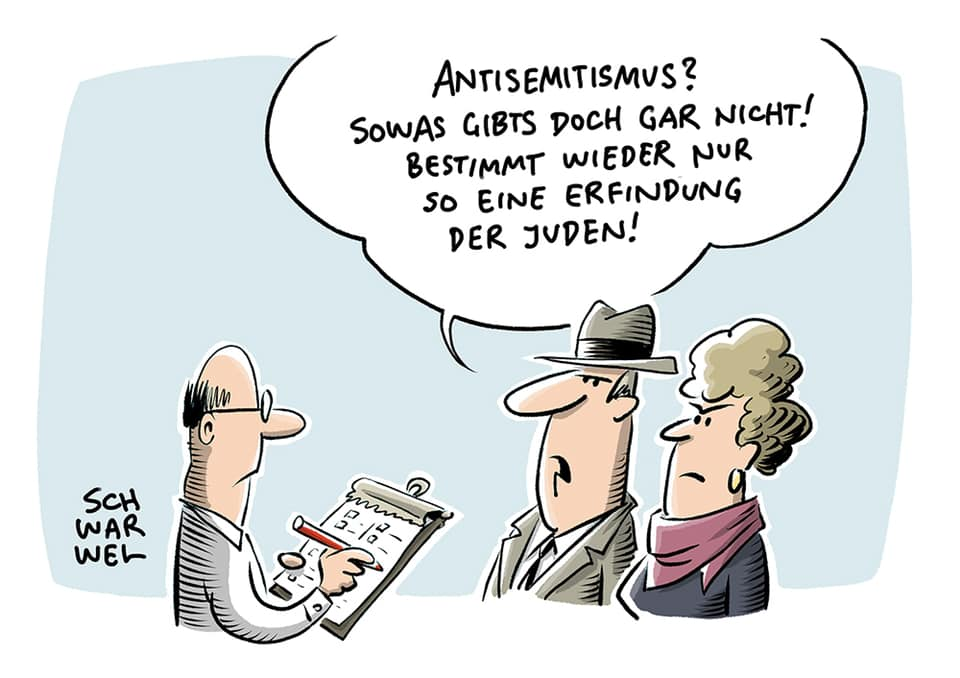 ANTISEMITISMUS?
SOWAS GIBTS DOCH GAR NICHT!
BESTIMMT WIEDER NUR
SO EINE ERFINDUNG
DER JUDEN!
SCH
WAR
WEL